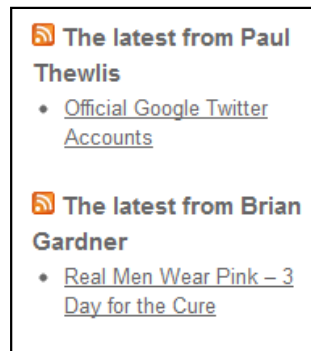 The latest from Paul
Thewlis
Official Google Twitter
Accounts
The latest from Brian
Gardner
Real Men Wear Pink – 3
Day for the Cure